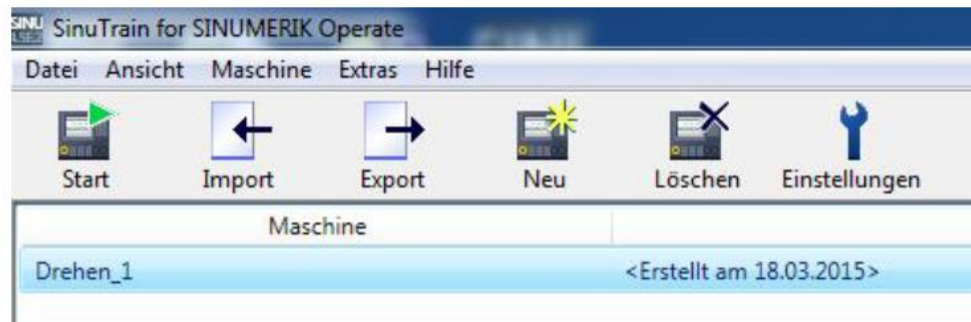 SINU SinuTrain for SINUMERIK Operate
Datei Ansicht Maschine Extras Hilfe
Start Import Export Neu Löschen Einstellungen
Maschine
Drehen_1 <Erstellt am 18.03.2015>